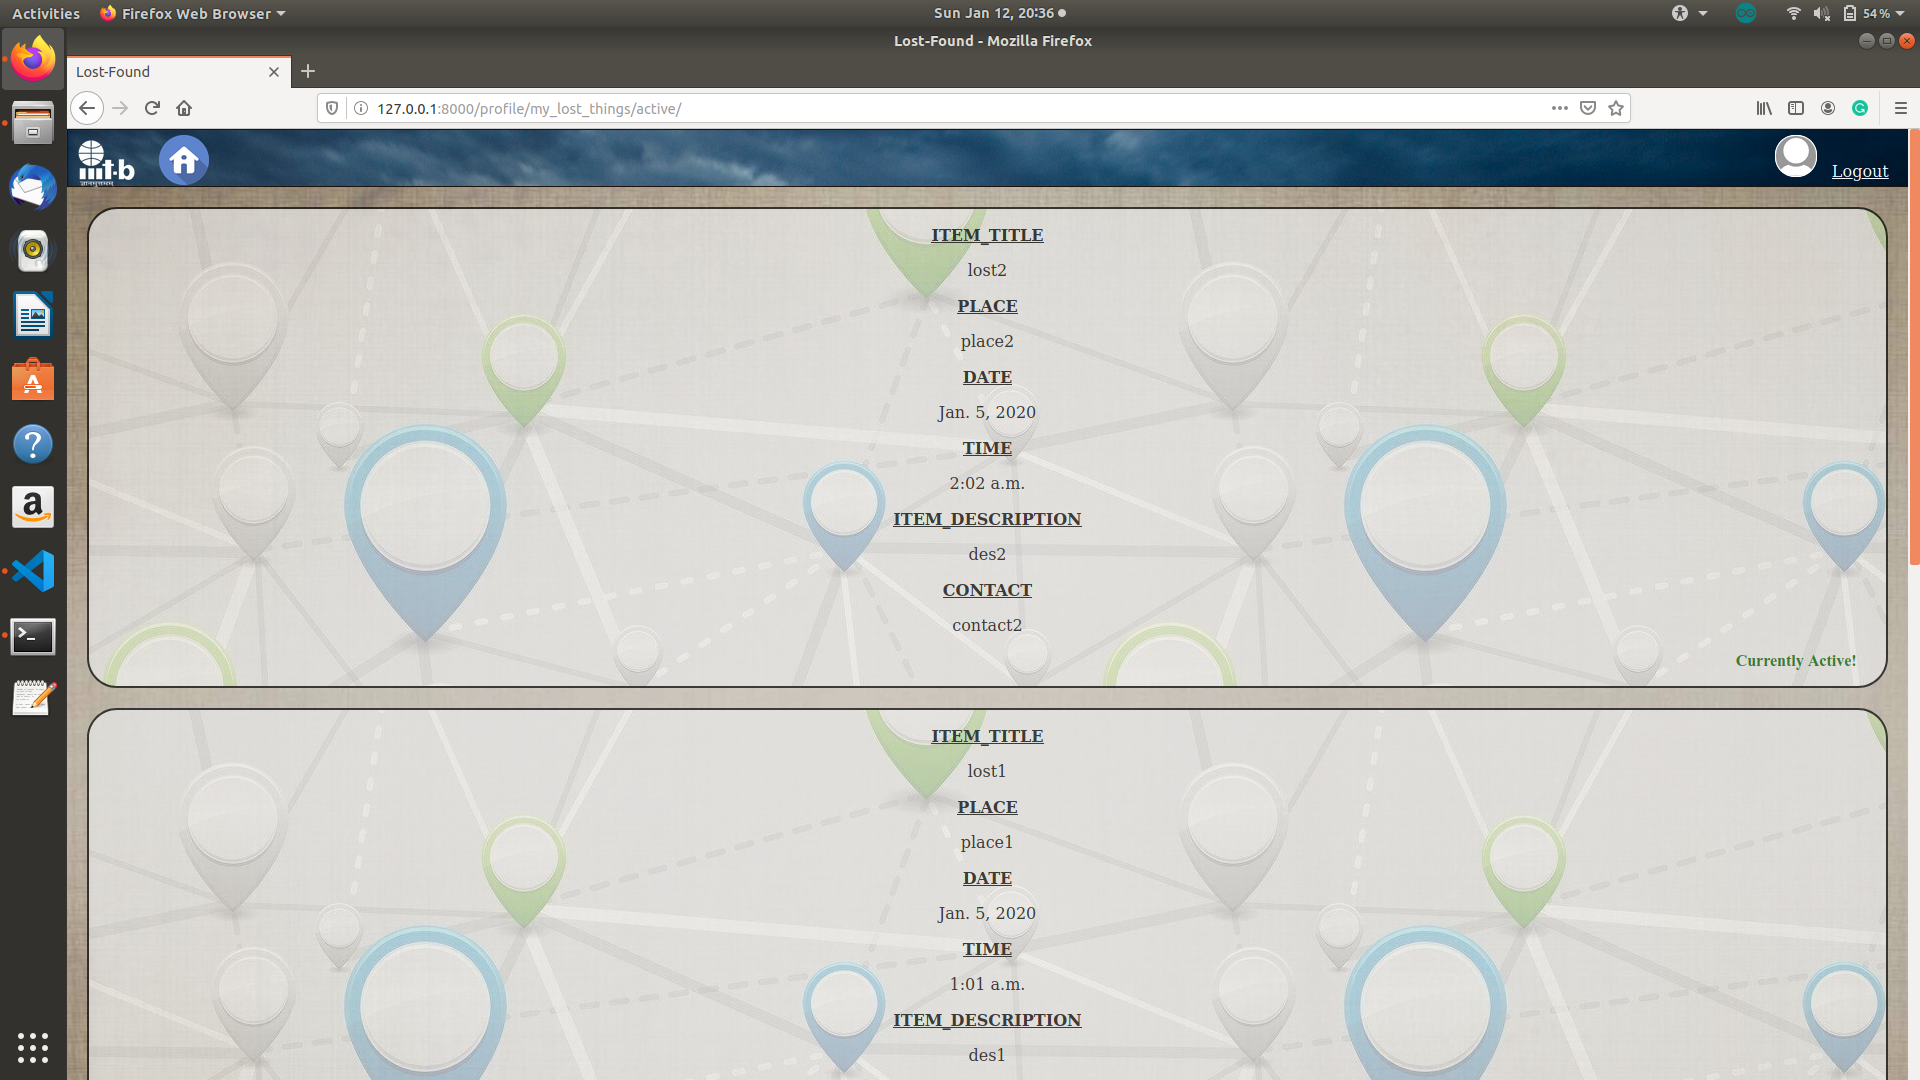 Activities
Firefox Web Browser
Sun Jan 12, 20:36
54 %
Lost-Found - Mozilla Firefox
Lost-Found
127.0.0.1:8000/profile/my_lost_things/active/
iiit-b
Logout
ITEM_TITLE
lost2
PLACE
place2
DATE
Jan. 5, 2020
TIME
2:02 a.m.
ITEM_DESCRIPTION
des2
CONTACT
contact2
Currently Active!
ITEM_TITLE
lost1
PLACE
place1
DATE
Jan. 5, 2020
TIME
1:01 a.m.
ITEM_DESCRIPTION
des1